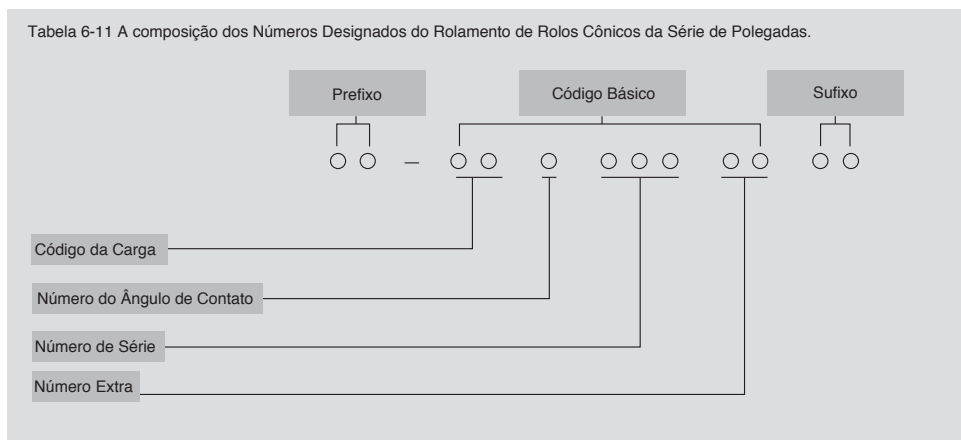 Tabela 6-11 A composição dos Números Designados do Rolamento de Rolos Cônicos da Série de Polegadas.
Prefixo Código Básico Sufixo
Código da Carga
Número do Ângulo de Contato
Número de Série
Número Extra